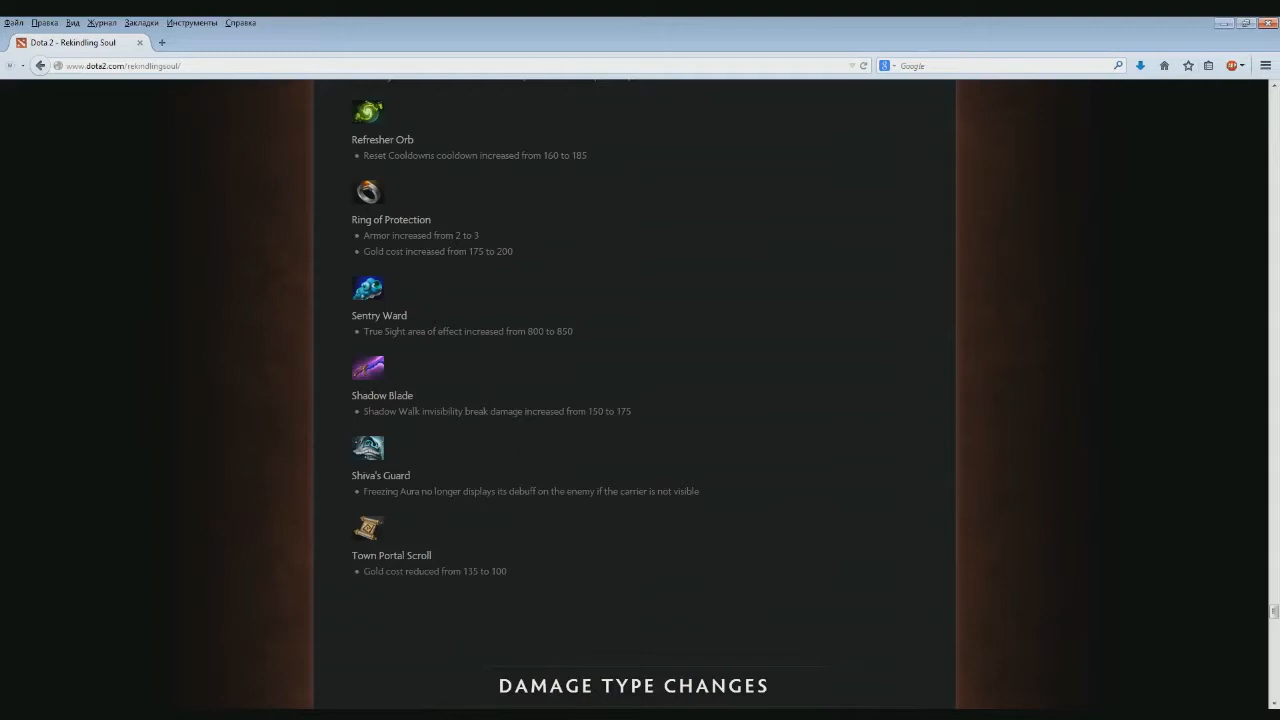 Файл Правка Вид Журнал Закладки Инструменты Справка
Dota 2 - Rekindling Soul
www.dota2.com/rekindlingsoul/
Google
Refresher Orb
Reset Cooldowns cooldown increased from 160 to 185
Ring of Protection
Armor increased from 2 to 3
Gold cost increased from 175 to 200
Sentry Ward
True Sight area of effect increased from 800 to 850
Shadow Blade
Shadow Walk invisibility break damage increased from 150 to 175
Shiva's Guard
Freezing Aura no longer displays its debuff on the enemy if the carrier is not visible
Town Portal Scroll
Gold cost reduced from 135 to 100
DAMAGE TYPE CHANGES